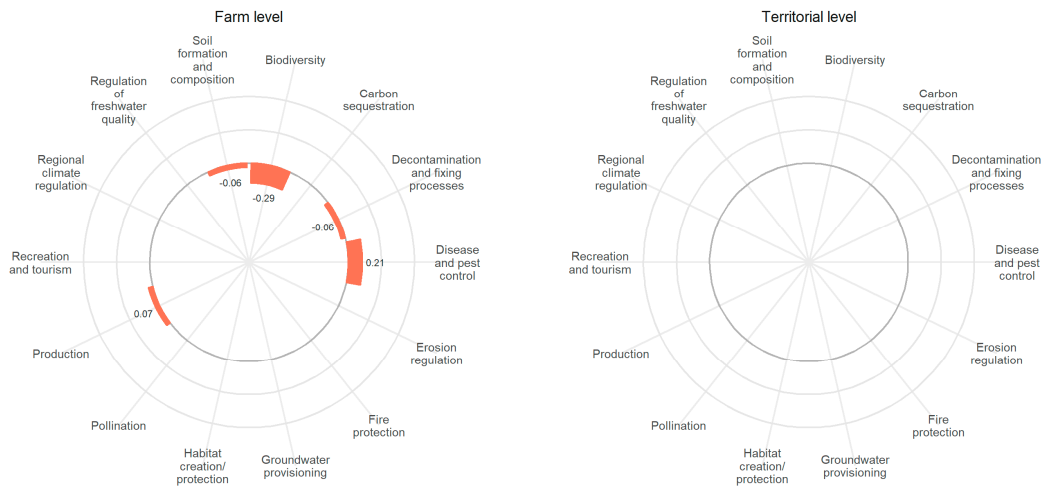 Farm level
Soil
formation
and
composition
Biodiversity
Carbon
sequestration
Regulation
of
freshwater
quality
Decontamination
and fixing
processes
Regional
climate
regulation
-0.06
-0.29
-0.06
Disease
and pest
control
0.21
Recreation
and tourism
0.07
Production
Erosion
regulation
Pollination
Fire
protection
Habitat
creation/
protection
Groundwater
provisioning
Territorial level
Soil
formation
and
composition
Biodiversity
Carbon
sequestration
Regulation
of
freshwater
quality
Decontamination
and fixing
processes
Regional
climate
regulation
Disease
and pest
control
Recreation
and tourism
Production
Erosion
regulation
Pollination
Fire
protection
Habitat
creation/
protection
Groundwater
provisioning